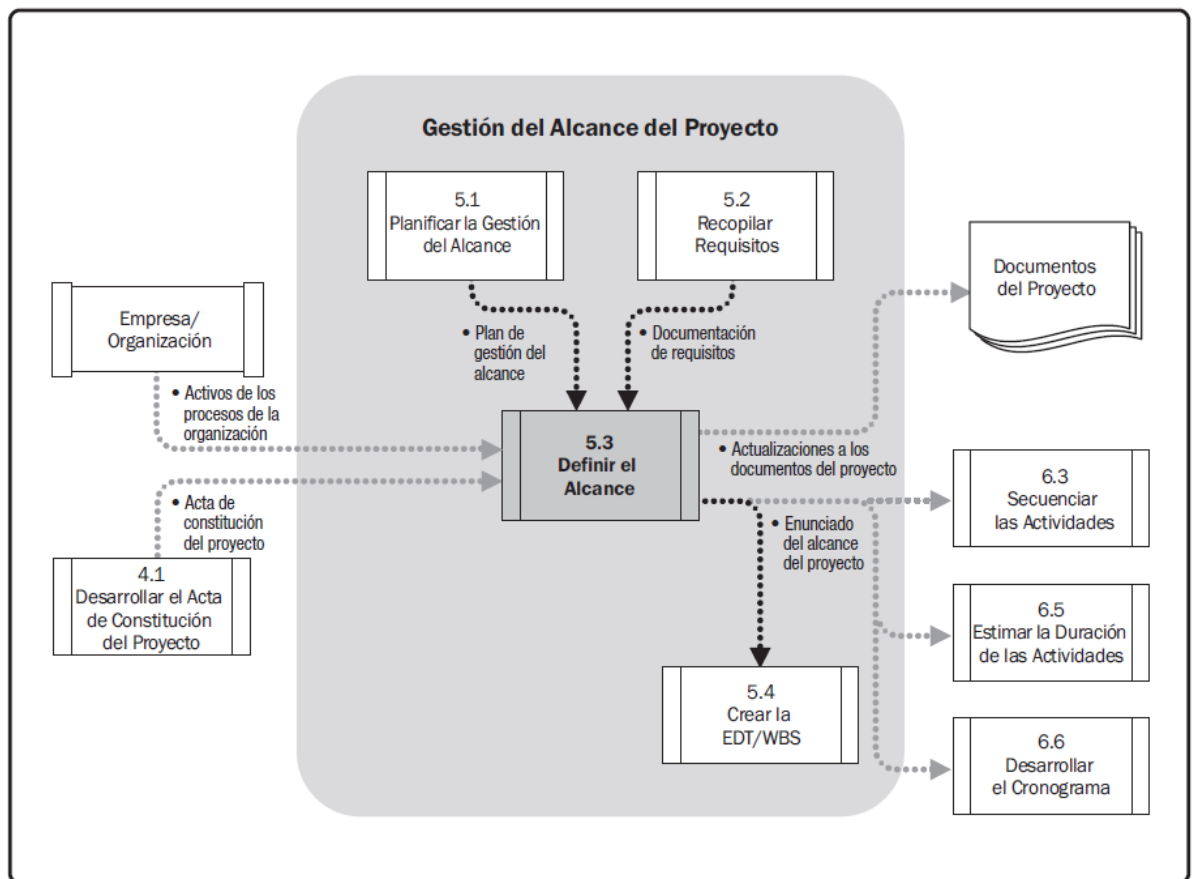 Gestión del Alcance del Proyecto
5.1
Planificar la Gestión
del Alcance
5.2
Recopilar
Requisitos
Documentos
del Proyecto
Empresa/
Organización
• Plan de
gestión del
alcance
• Documentación
de requisitos
• Activos de los
procesos de la
organización
5.3
Definir el
Alcance
• Actualizaciones a los
documentos del proyecto
• Acta de
constitución
del proyecto
6.3
Secuenciar
las Actividades
• Enunciado
del alcance
del proyecto
4.1
Desarrollar el Acta
de Constitución
del Proyecto
6.5
Estimar la Duración
de las Actividades
5.4
Crear la
EDT/WBS
6.6
Desarrollar
el Cronograma